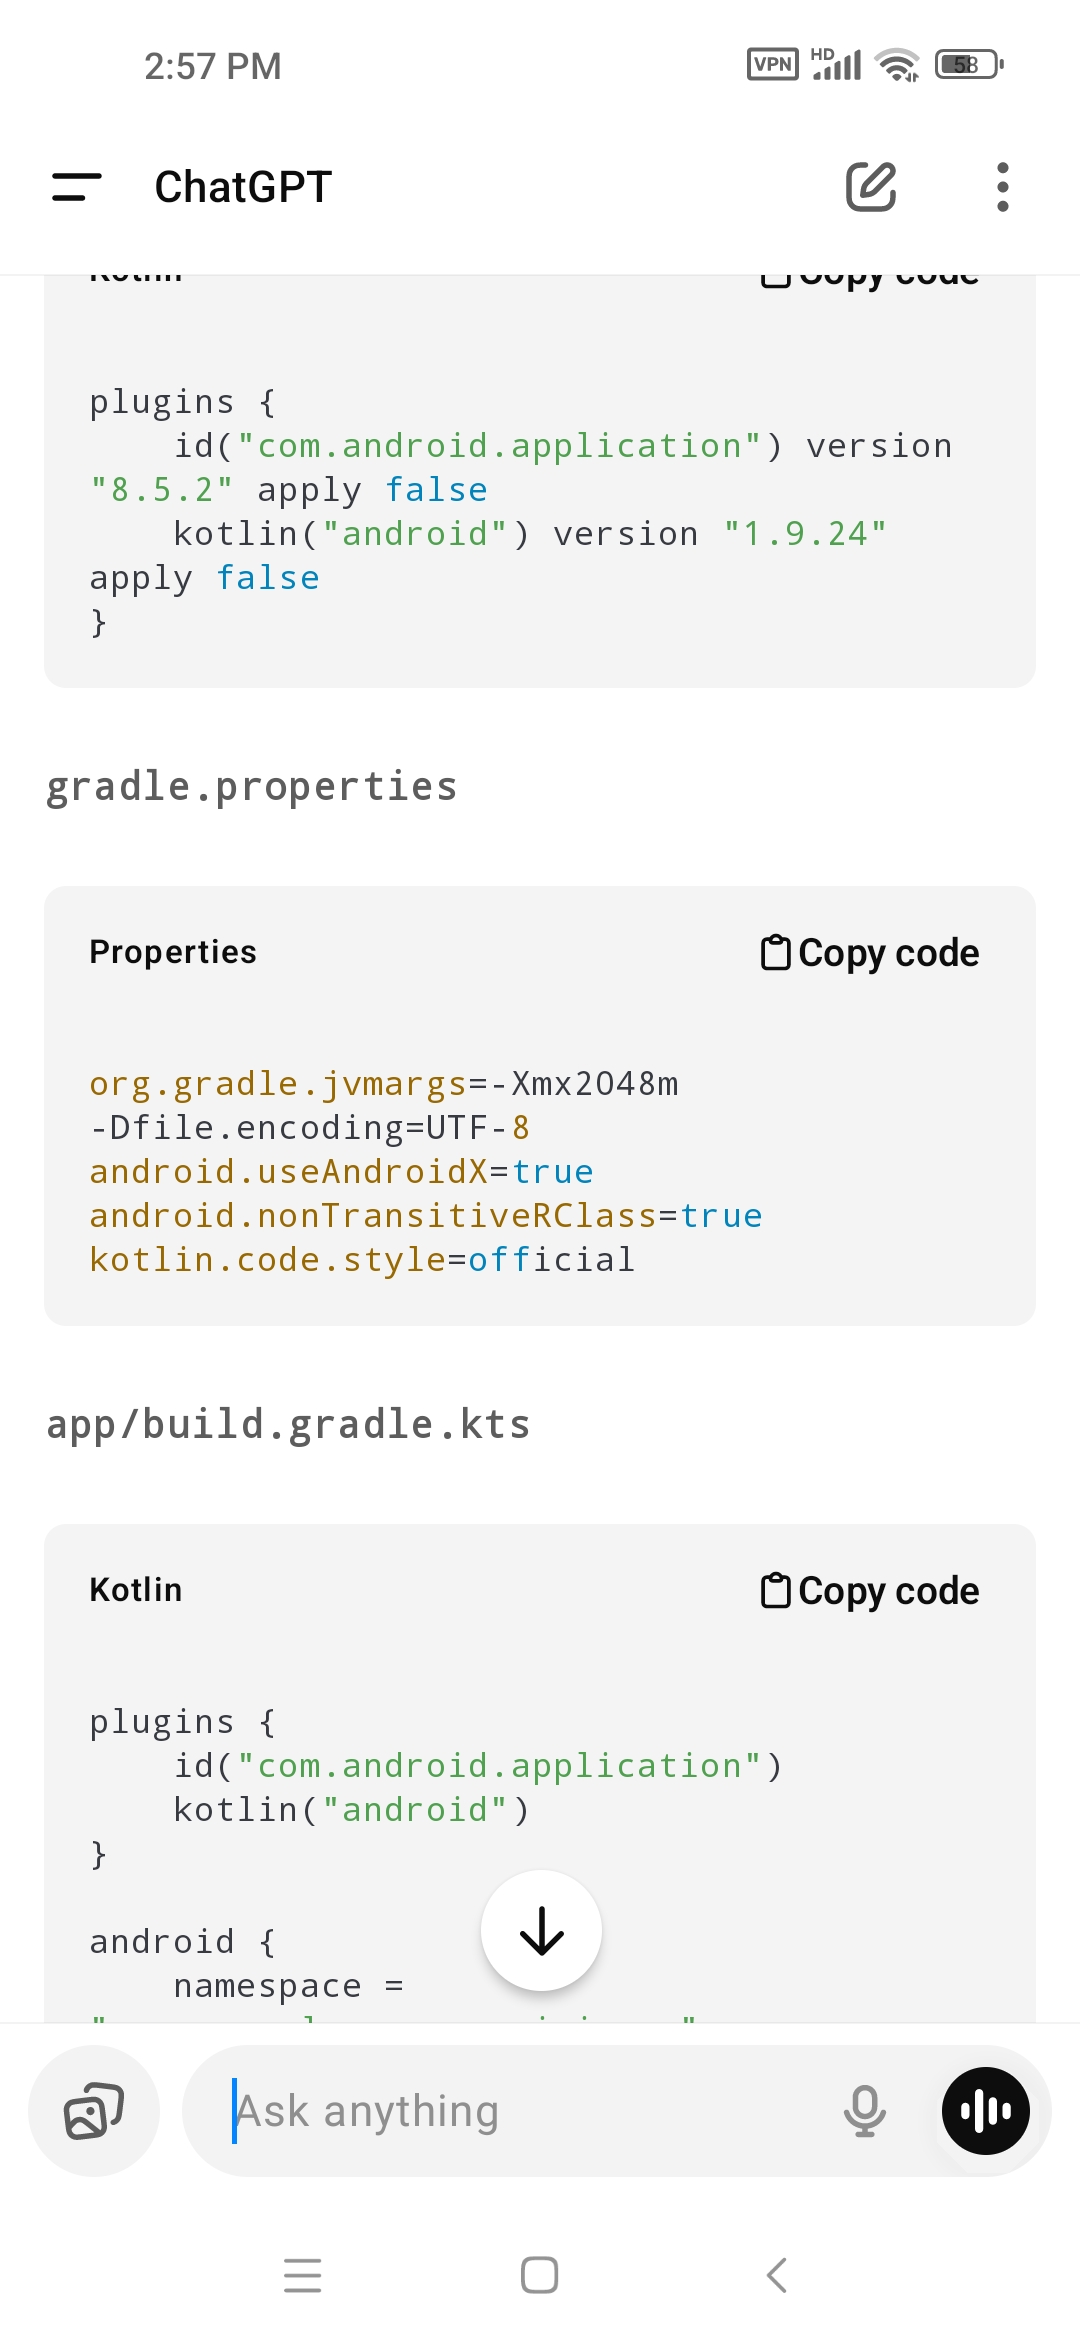 2:57 PM
VPN HD 58
ChatGPT
Kotlin Copy code
plugins {
    id("com.android.application") version
"8.5.2" apply false
    kotlin("android") version "1.9.24"
apply false
}
gradle.properties
Properties Copy code
org.gradle.jvmargs=-Xmx2048m
-Dfile.encoding=UTF-8
android.useAndroidX=true
android.nonTransitiveRClass=true
kotlin.code.style=official
app/build.gradle.kts
Kotlin Copy code
plugins {
    id("com.android.application")
    kotlin("android")
}
android {
    namespace =
Ask anything